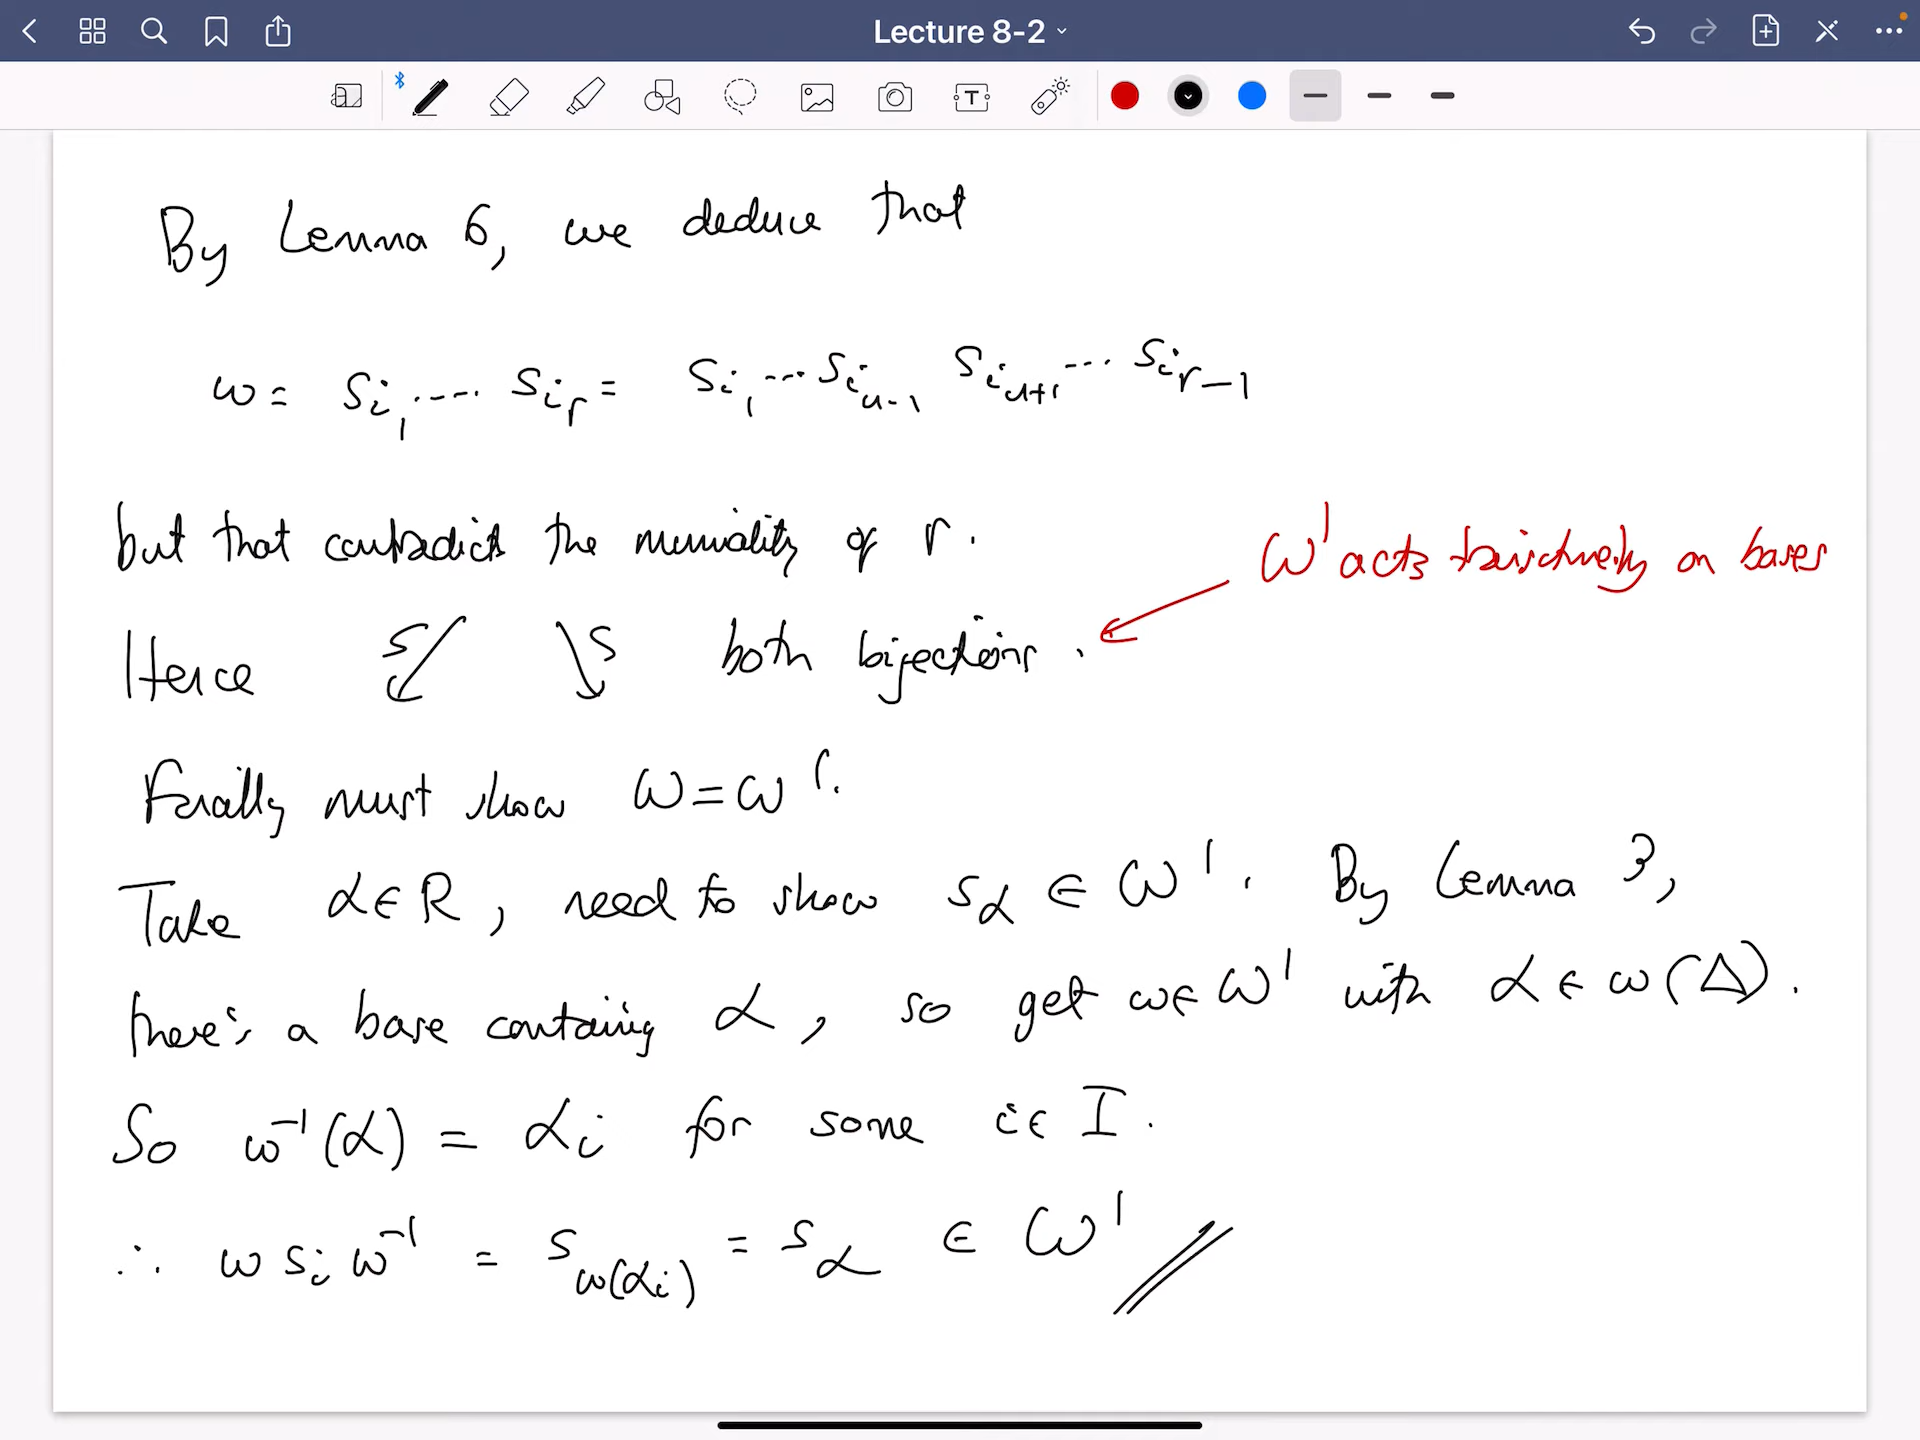 Lecture 8-2
By Lemma 6, we deduce that
w = s_{i_1} ---- s_{i_r} = s_{i_1} --- s_{i_{u-1}} s_{i_{u+1}} --- s_{i_{r-1}}
but that contradicts the minimality of r.
W' acts transitively on bases
Hence S↙ ↘S both bijections.
Finally must show W = W'.
Take α ∈ R, need to show s_α ∈ W'. By Lemma 3,
there's a base containing α, so get w ∈ W' with α ∈ w(Δ).
So w^{-1}(α) = α_i for some i ∈ I.
∴ w s_i w^{-1} = s_{w(α_i)} = s_α ∈ W' //